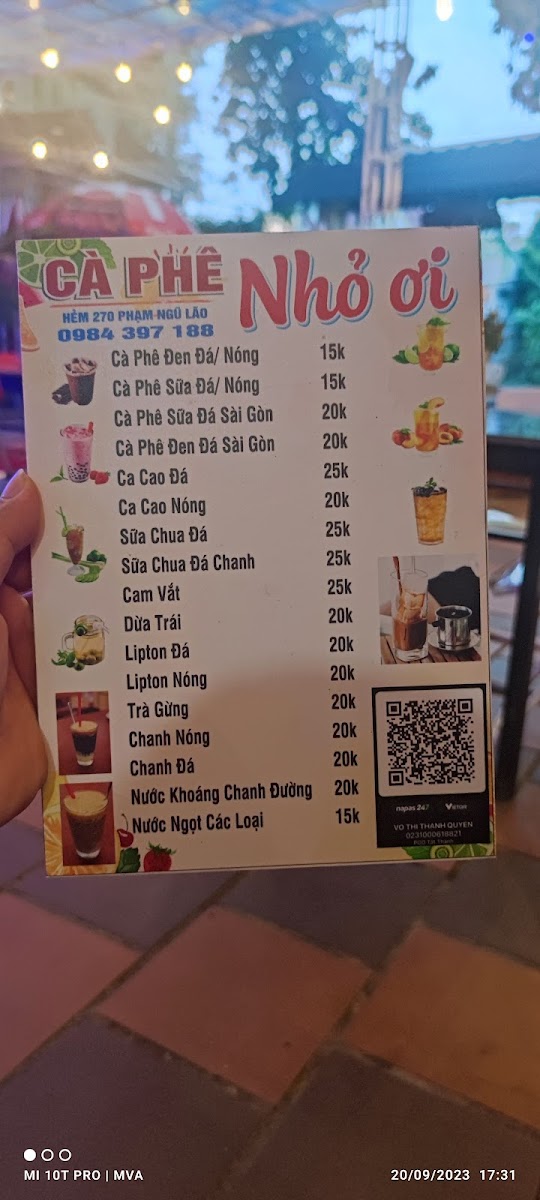 CÀ PHÊ Nhỏ ơi
HẺM 270 PHẠM NGŨ LÃO
0984 397 188
Cà Phê Đen Đá/ Nóng 15k
Cà Phê Sữa Đá/ Nóng 15k
Cà Phê Sữa Đá Sài Gòn 20k
Cà Phê Đen Đá Sài Gòn 20k
Ca Cao Đá 25k
Ca Cao Nóng 20k
Sữa Chua Đá 25k
Sữa Chua Đá Chanh 25k
Cam Vắt 25k
Dừa Trái 20k
Lipton Đá 20k
Lipton Nóng 20k
Trà Gừng 20k
Chanh Nóng 20k
Chanh Đá 20k
Nước Khoáng Chanh Đường 20k
Nước Ngọt Các Loại 15k
napas 247
VO THI THANH QUYEN
0231000618821
MI 10T PRO | MVA
20/09/2023 17:31